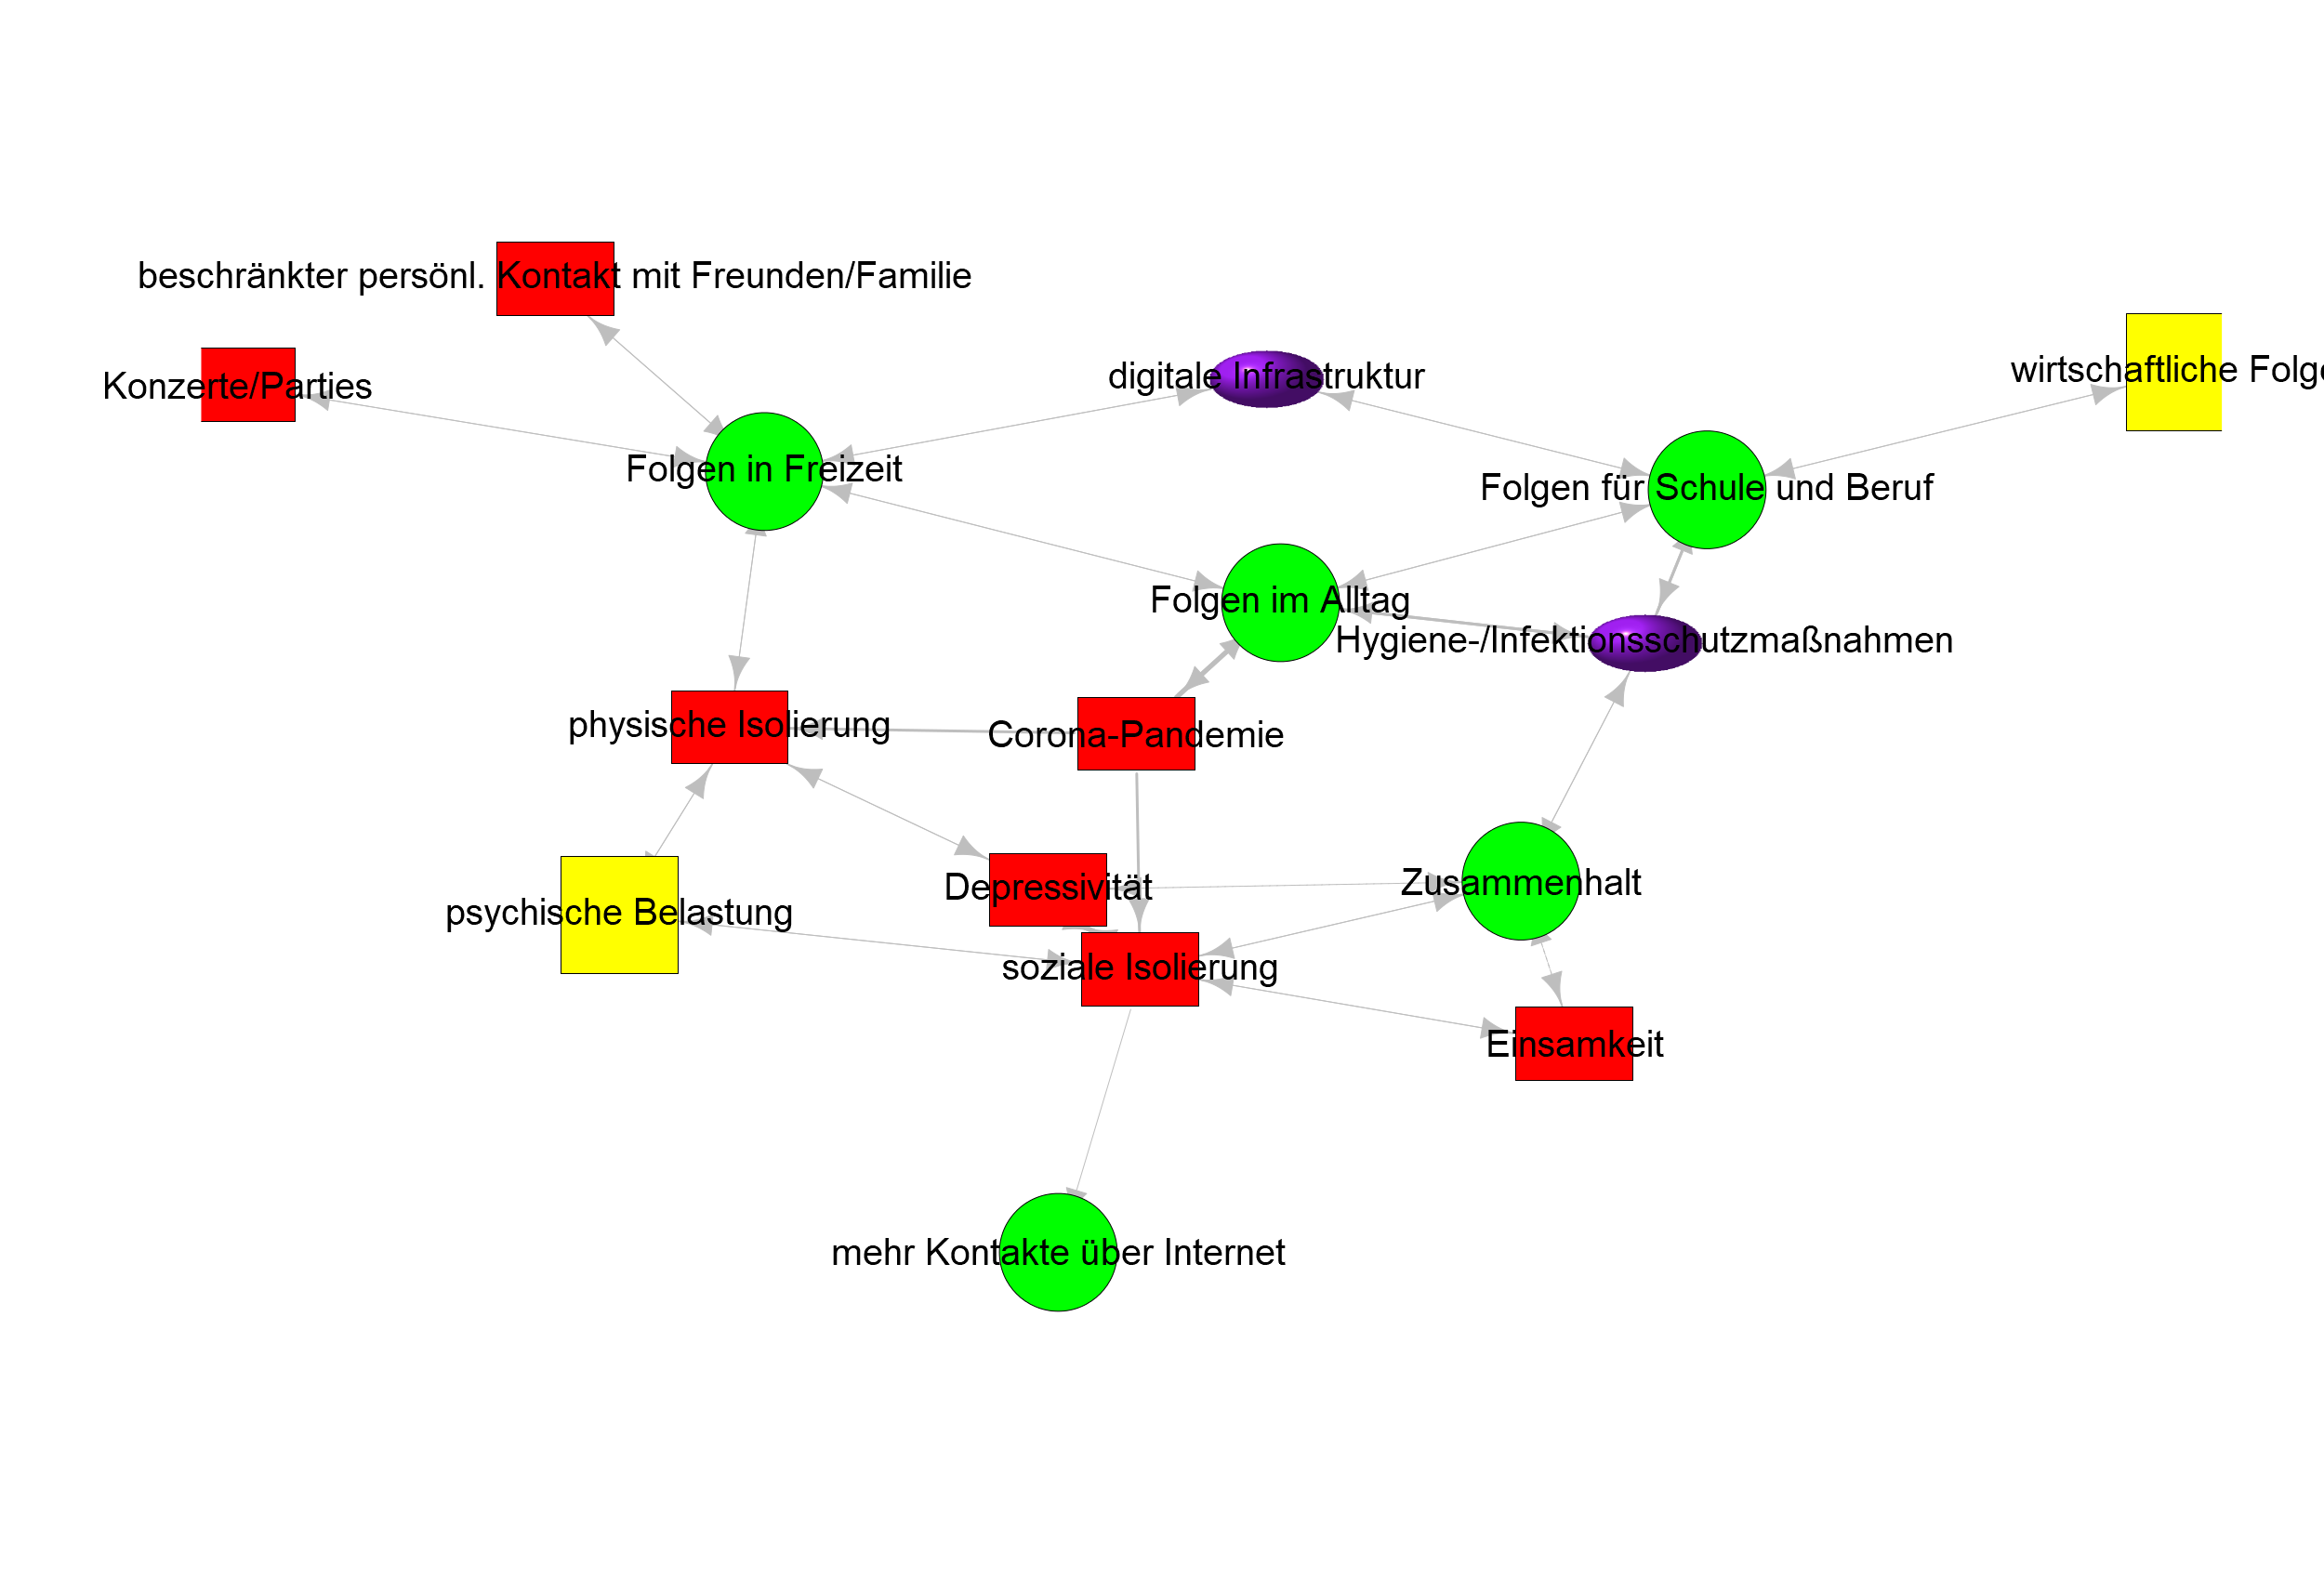 beschränkter persönl. Kontakt mit Freunden/Familie
Konzerte/Parties
digitale Infrastruktur
wirtschaftliche Folg
Folgen in Freizeit
Folgen für Schule und Beruf
Folgen im Alltag
Hygiene-/Infektionsschutzmaßnahmen
physische Isolierung
Corona-Pandemie
Depressivität
Zusammenhalt
psychische Belastung
soziale Isolierung
Einsamkeit
mehr Kontakte über Internet